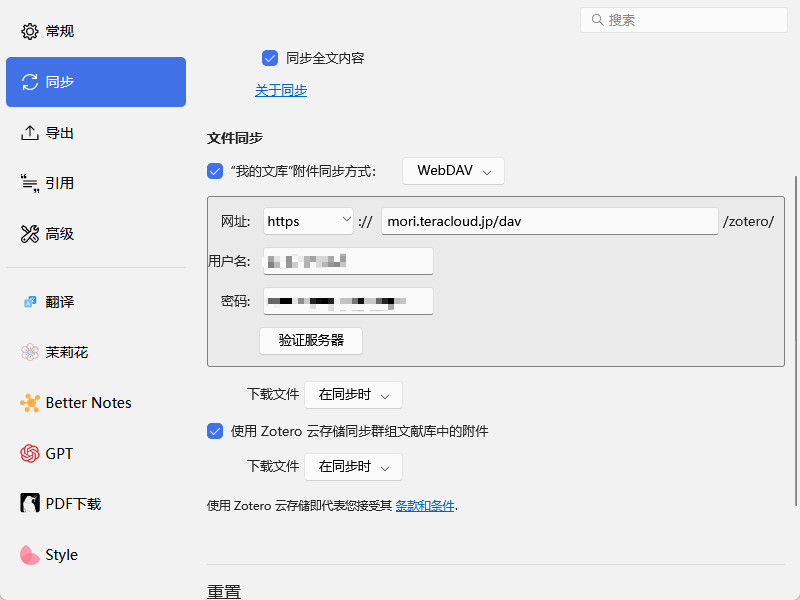 搜索
常规
同步
导出
引用
高级
翻译
茉莉花
Better Notes
GPT
PDF下载
Style
同步全文内容
关于同步
文件同步
“我的文库”附件同步方式： WebDAV
网址： https :// mori.teracloud.jp/dav /zotero/
用户名：
密码：
验证服务器
下载文件 在同步时
使用 Zotero 云存储同步群组文献库中的附件
下载文件 在同步时
使用 Zotero 云存储即代表您接受其 条款和条件.
重置